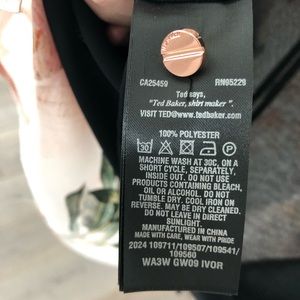 CA25459 RN95229
Ted says,
"Ted Baker, shirt maker".
VISIT TED@www.tedbaker.com
100% POLYESTER
30
MACHINE WASH AT 30C, ON A
SHORT CYCLE, SEPARATELY,
INSIDE OUT. DO NOT USE
PRODUCTS CONTAINING BLEACH,
OIL OR ALCOHOL. DO NOT
TUMBLE DRY. COOL IRON ON
REVERSE. MAY BE DRY CLEANED.
DO NOT LEAVE IN DIRECT
SUNLIGHT.
MANUFACTURED IN CHINA
MADE WITH CARE, WEAR WITH PRIDE
2024 109711/109507/109541/
109560
WA3W GW09 IVOR